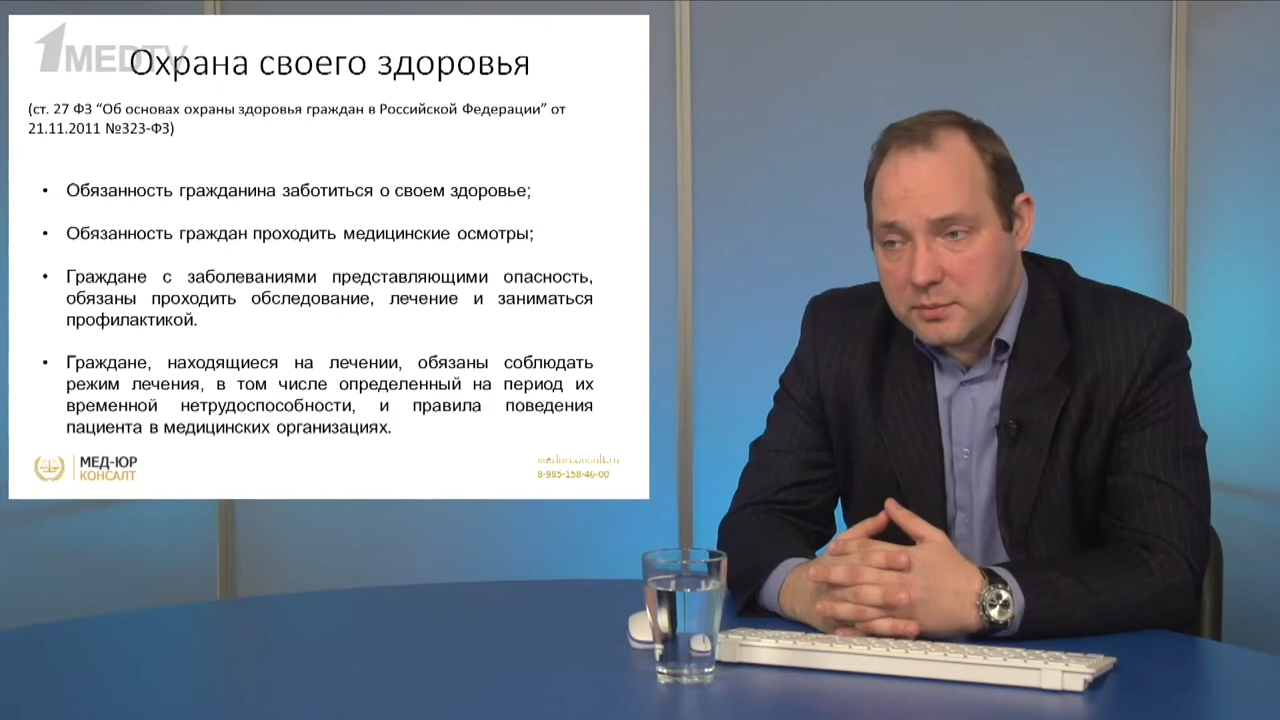 1MEDTV
Охрана своего здоровья
(ст. 27 ФЗ “Об основах охраны здоровья граждан в Российской Федерации” от
21.11.2011 №323-ФЗ)
• Обязанность гражданина заботиться о своем здоровье;
• Обязанность граждан проходить медицинские осмотры;
• Граждане с заболеваниями представляющими опасность,
обязаны проходить обследование, лечение и заниматься
профилактикой.
• Граждане, находящиеся на лечении, обязаны соблюдать
режим лечения, в том числе определенный на период их
временной нетрудоспособности, и правила поведения
пациента в медицинских организациях.
МЕД-ЮР
КОНСАЛТ
8-985-158-46-00